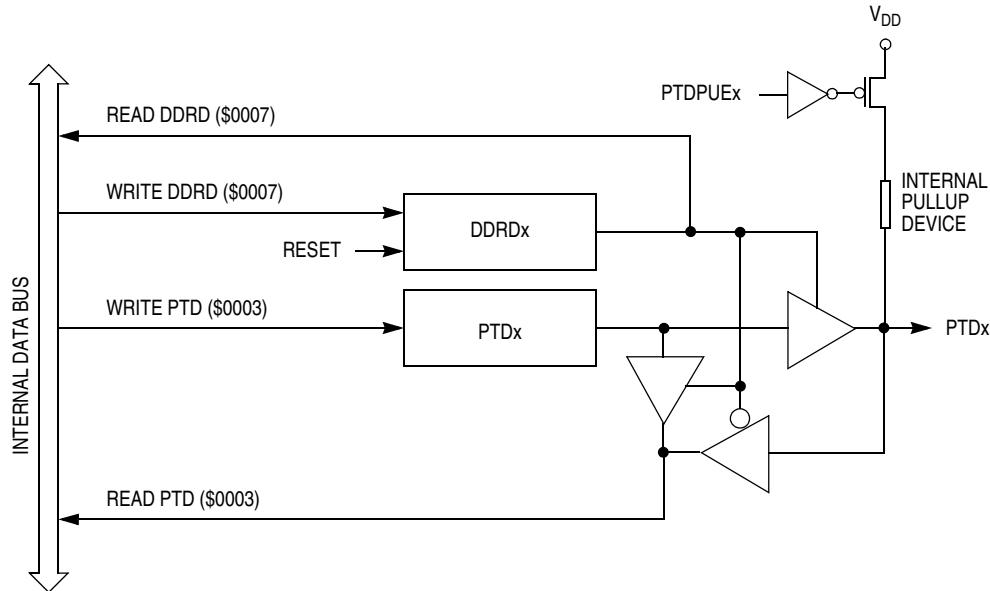 VDD
PTDPUEx
READ DDRD ($0007)
WRITE DDRD ($0007)
INTERNAL
PULLUP
DEVICE
DDRDx
RESET
WRITE PTD ($0003)
PTDx
PTDx
INTERNAL DATA BUS
READ PTD ($0003)